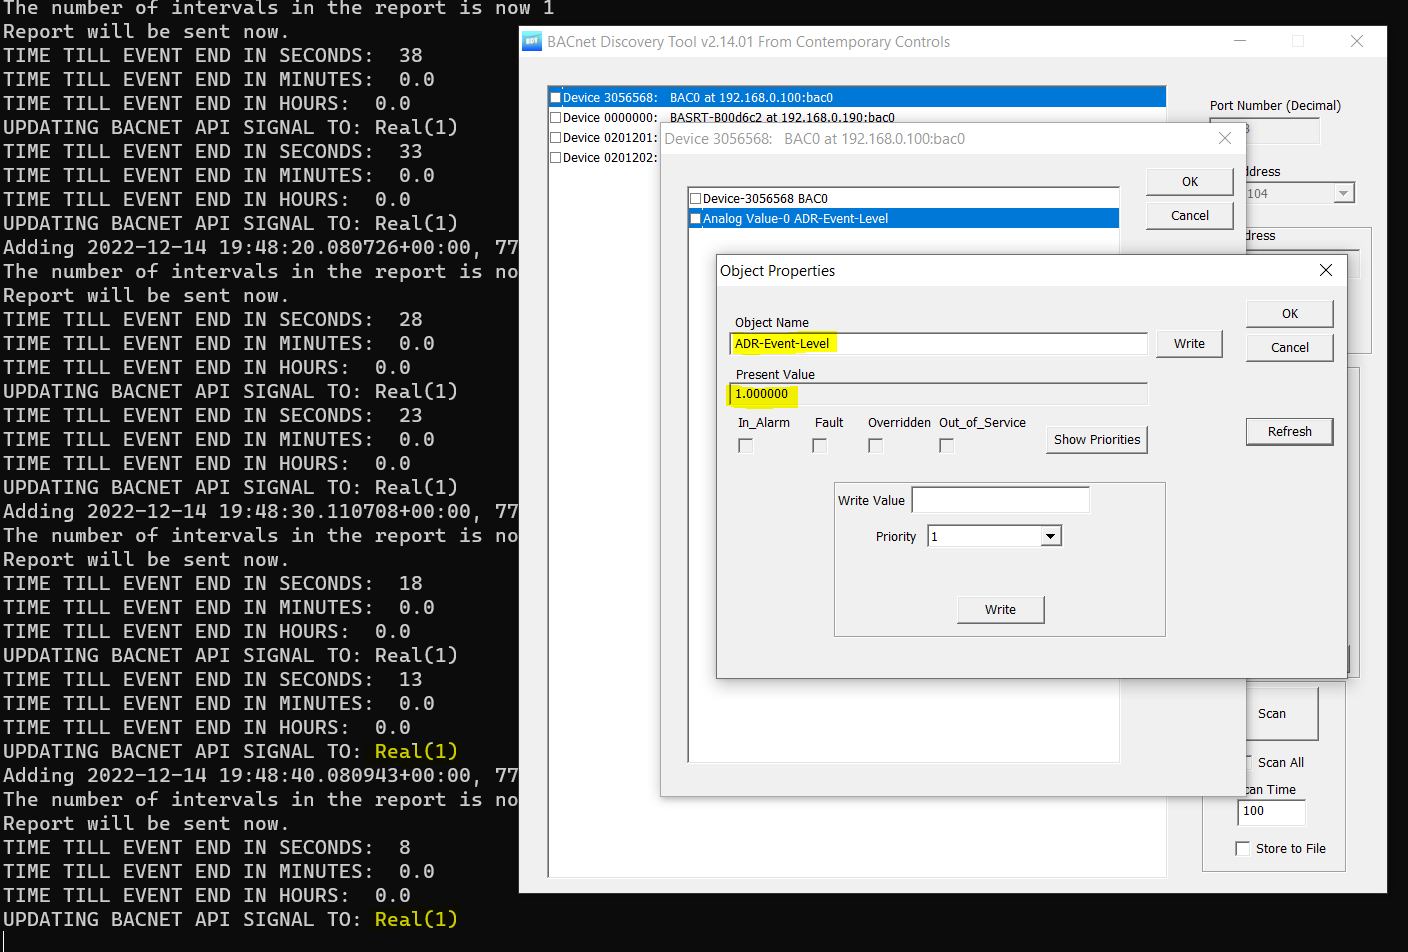 The number of intervals in the report is now 1
Report will be sent now.
TIME TILL EVENT END IN SECONDS:  38
TIME TILL EVENT END IN MINUTES:  0.0
TIME TILL EVENT END IN HOURS:  0.0
UPDATING BACNET API SIGNAL TO: Real(1)
TIME TILL EVENT END IN SECONDS:  33
TIME TILL EVENT END IN MINUTES:  0.0
TIME TILL EVENT END IN HOURS:  0.0
UPDATING BACNET API SIGNAL TO: Real(1)
Adding 2022-12-14 19:48:20.080726+00:00, 77
The number of intervals in the report is no
Report will be sent now.
TIME TILL EVENT END IN SECONDS:  28
TIME TILL EVENT END IN MINUTES:  0.0
TIME TILL EVENT END IN HOURS:  0.0
UPDATING BACNET API SIGNAL TO: Real(1)
TIME TILL EVENT END IN SECONDS:  23
TIME TILL EVENT END IN MINUTES:  0.0
TIME TILL EVENT END IN HOURS:  0.0
UPDATING BACNET API SIGNAL TO: Real(1)
Adding 2022-12-14 19:48:30.110708+00:00, 77
The number of intervals in the report is no
Report will be sent now.
TIME TILL EVENT END IN SECONDS:  18
TIME TILL EVENT END IN MINUTES:  0.0
TIME TILL EVENT END IN HOURS:  0.0
UPDATING BACNET API SIGNAL TO: Real(1)
TIME TILL EVENT END IN SECONDS:  13
TIME TILL EVENT END IN MINUTES:  0.0
TIME TILL EVENT END IN HOURS:  0.0
UPDATING BACNET API SIGNAL TO: Real(1)
Adding 2022-12-14 19:48:40.080943+00:00, 77
The number of intervals in the report is no
Report will be sent now.
TIME TILL EVENT END IN SECONDS:  8
TIME TILL EVENT END IN MINUTES:  0.0
TIME TILL EVENT END IN HOURS:  0.0
UPDATING BACNET API SIGNAL TO: Real(1)
BDT BACnet Discovery Tool v2.14.01 From Contemporary Controls
Device 3056568:   BAC0 at 192.168.0.100:bac0
Device 0000000:   BASRT-B00d6c2 at 192.168.0.190:bac0
Device 0201201:
Device 0201202:
Port Number (Decimal)
8
ddress
104
dress
Scan
Scan All
can Time
100
Store to File
Device 3056568:   BAC0 at 192.168.0.100:bac0
Device-3056568 BAC0
Analog Value-0 ADR-Event-Level
OK
Cancel
Object Properties
Object Name
ADR-Event-Level
Write
OK
Cancel
Present Value
1.000000
In_Alarm Fault Overridden Out_of_Service
Show Priorities
Refresh
Write Value
Priority 1
Write